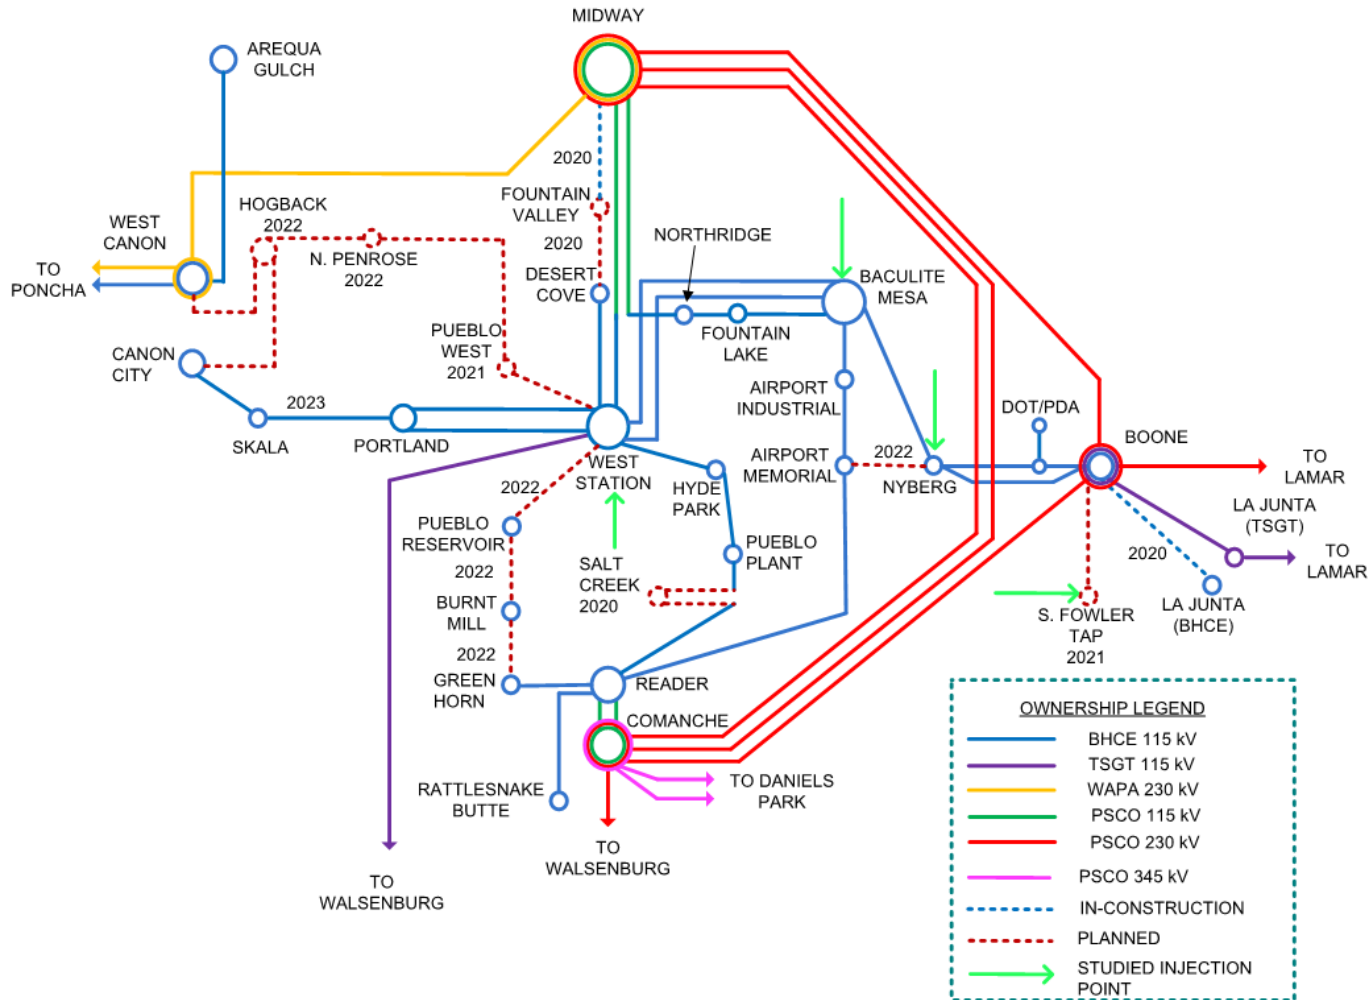 MIDWAY
AREQUA
GULCH
2020
HOGBACK
2022
FOUNTAIN
VALLEY
WEST
CANON
N. PENROSE
2022
2020
NORTHRIDGE
TO
PONCHA
DESERT
COVE
BACULITE
MESA
FOUNTAIN
LAKE
PUEBLO
WEST
2021
CANON
CITY
AIRPORT
INDUSTRIAL
2023
DOT/PDA
SKALA
PORTLAND
WEST
STATION
BOONE
AIRPORT
MEMORIAL
2022
NYBERG
TO
LAMAR
HYDE
PARK
2022
LA JUNTA
(TSGT)
PUEBLO
RESERVOIR
PUEBLO
PLANT
2020
TO
LAMAR
2022
SALT
CREEK
2020
BURNT
MILL
LA JUNTA
(BHCE)
S. FOWLER
TAP
2021
2022
GREEN
HORN
READER
COMANCHE
RATTLESNAKE
BUTTE
TO DANIELS
PARK
TO
WALSENBURG
TO
WALSENBURG
OWNERSHIP LEGEND
BHCE 115 kV
TSGT 115 kV
WAPA 230 kV
PSCO 115 kV
PSCO 230 kV
PSCO 345 kV
IN-CONSTRUCTION
PLANNED
STUDIED INJECTION
POINT